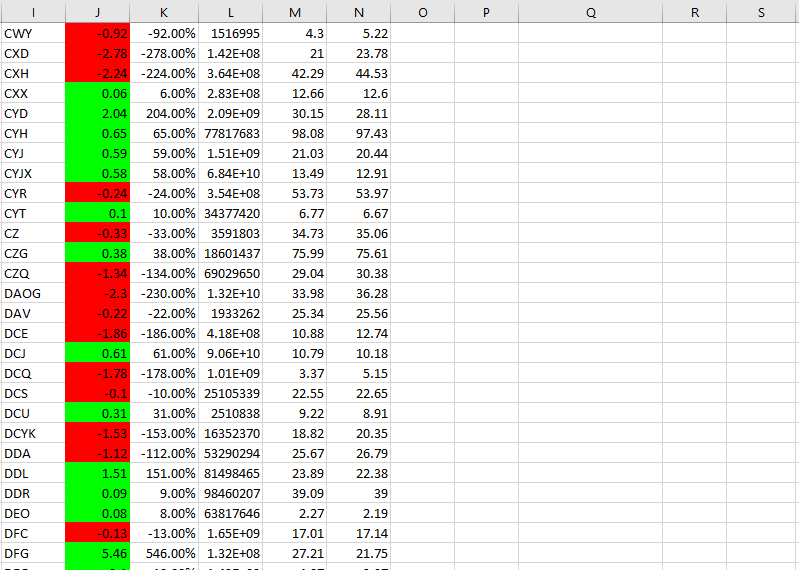 I J K L M N O P Q R S
CWY -0.92 -92.00% 1516995 4.3 5.22
CXD -2.78 -278.00% 1.42E+08 21 23.78
CXH -2.24 -224.00% 3.64E+08 42.29 44.53
CXX 0.06 6.00% 2.83E+08 12.66 12.6
CYD 2.04 204.00% 2.09E+09 30.15 28.11
CYH 0.65 65.00% 77817683 98.08 97.43
CYJ 0.59 59.00% 1.51E+09 21.03 20.44
CYJX 0.58 58.00% 6.84E+10 13.49 12.91
CYR -0.24 -24.00% 3.54E+08 53.73 53.97
CYT 0.1 10.00% 34377420 6.77 6.67
CZ -0.33 -33.00% 3591803 34.73 35.06
CZG 0.38 38.00% 18601437 75.99 75.61
CZQ -1.34 -134.00% 69029650 29.04 30.38
DAOG -2.3 -230.00% 1.32E+10 33.98 36.28
DAV -0.22 -22.00% 1933262 25.34 25.56
DCE -1.86 -186.00% 4.18E+08 10.88 12.74
DCJ 0.61 61.00% 9.06E+10 10.79 10.18
DCQ -1.78 -178.00% 1.01E+09 3.37 5.15
DCS -0.1 -10.00% 25105339 22.55 22.65
DCU 0.31 31.00% 2510838 9.22 8.91
DCYK -1.53 -153.00% 16352370 18.82 20.35
DDA -1.12 -112.00% 53290294 25.67 26.79
DDL 1.51 151.00% 81498465 23.89 22.38
DDR 0.09 9.00% 98460207 39.09 39
DEO 0.08 8.00% 63817646 2.27 2.19
DFC -0.13 -13.00% 1.65E+09 17.01 17.14
DFG 5.46 546.00% 1.32E+08 27.21 21.75